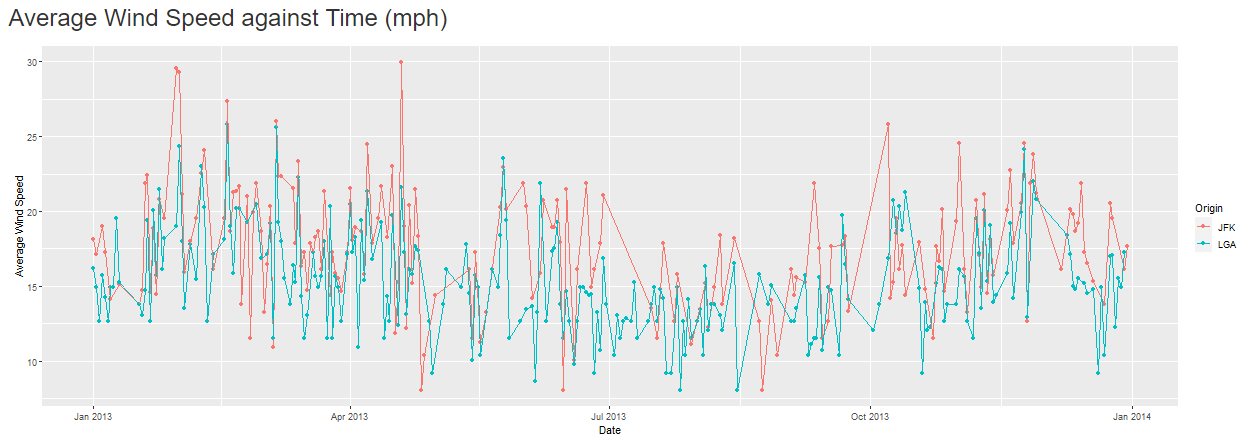 Average Wind Speed against Time (mph)
30
25
20
15
10
Average Wind Speed
Jan 2013
Apr 2013
Jul 2013
Oct 2013
Jan 2014
Date
Origin
JFK
LGA